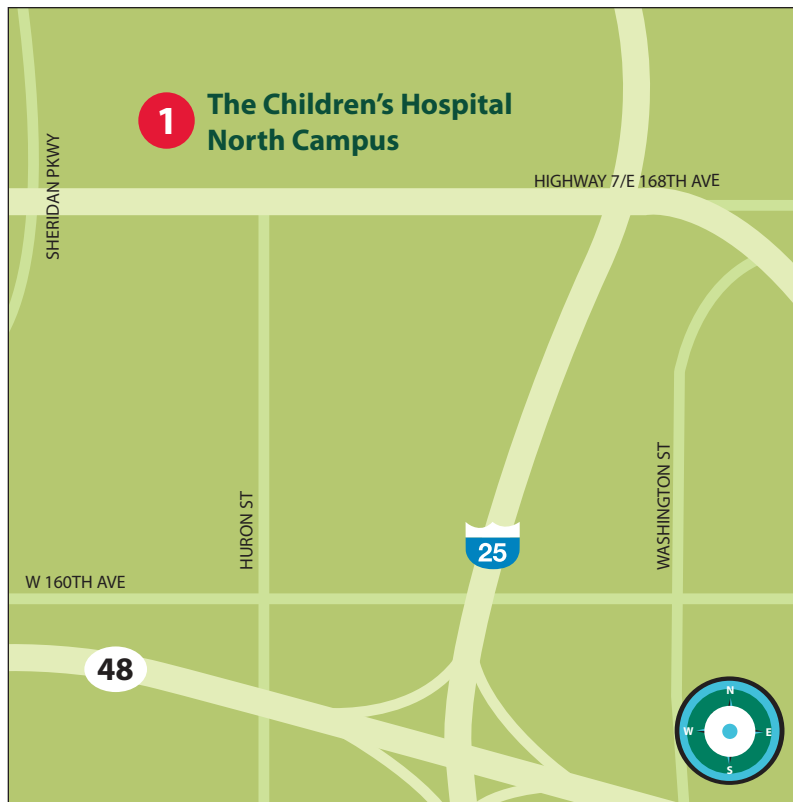 1
The Children's Hospital
North Campus
SHERIDAN PKWY
HIGHWAY 7/E 168TH AVE
HURON ST
WASHINGTON ST
25
W 160TH AVE
48
N
W
E
S